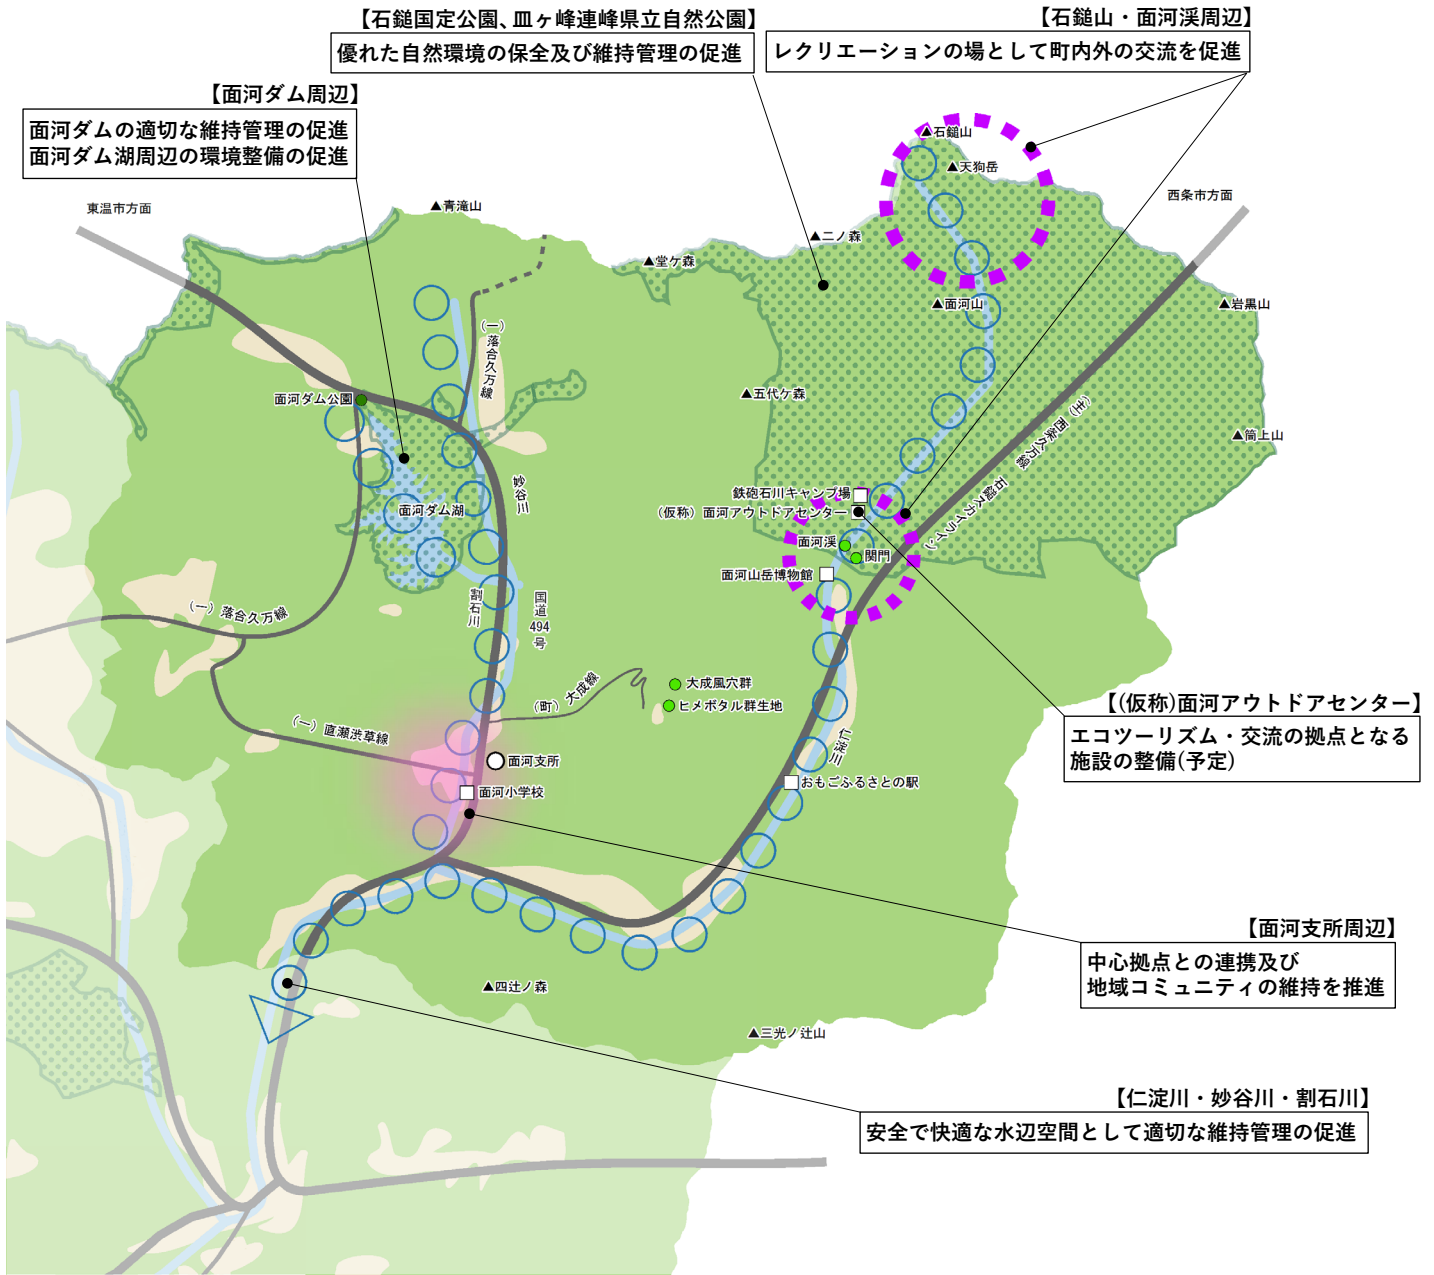 【石鎚国定公園、皿ヶ峰連峰県立自然公園】
優れた自然環境の保全及び維持管理の促進
【石鎚山・面河渓周辺】
レクリエーションの場として町内外の交流を促進
【面河ダム周辺】
面河ダムの適切な維持管理の促進
面河ダム湖周辺の環境整備の促進
東温市方面
▲青滝山
▲石鎚山
▲天狗岳
西条市方面
▲二ノ森
▲堂ケ森
▲面河山
▲岩黒山
(一)落合久万線
面河ダム公園
▲五代ケ森
(主)西条久万線
▲筒上山
妙谷川
面河ダム湖
鉄砲石川キャンプ場
(仮称)面河アウトドアセンター
石鎚スカイライン
面河渓
関門
面河山岳博物館
(一)落合久万線
割石川
国道494号
(町)大成線
大成風穴群
ヒメボタル群生地
(一)直瀬渋草線
仁淀川
面河支所
面河小学校
おもごふるさとの駅
【(仮称)面河アウトドアセンター】
エコツーリズム・交流の拠点となる
施設の整備(予定)
【面河支所周辺】
中心拠点との連携及び
地域コミュニティの維持を推進
▲四辻ノ森
▲三光ノ辻山
【仁淀川・妙谷川・割石川】
安全で快適な水辺空間として適切な維持管理の促進